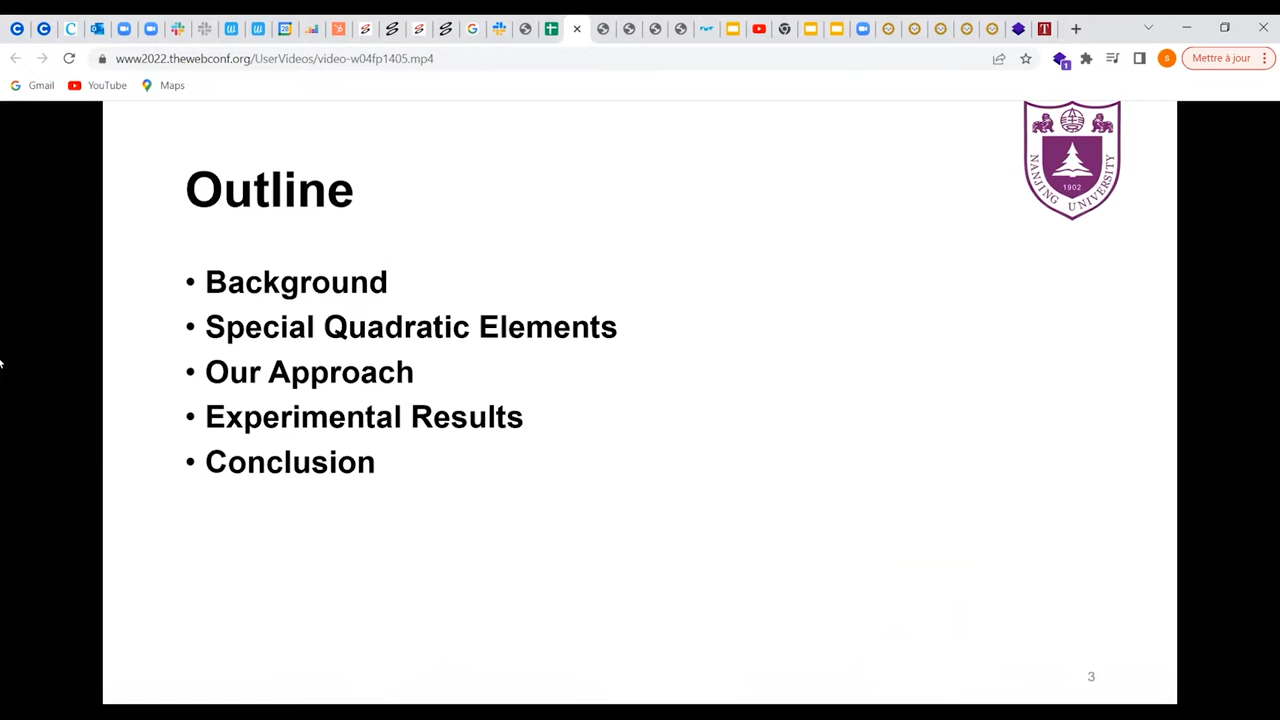 www2022.thewebconf.org/UserVideos/video-w04fp1405.mp4
S
Mettre à jour
1
Gmail
YouTube
Maps
NANJING UNIVERSITY
1902
Outline
• Background
• Special Quadratic Elements
• Our Approach
• Experimental Results
• Conclusion
3